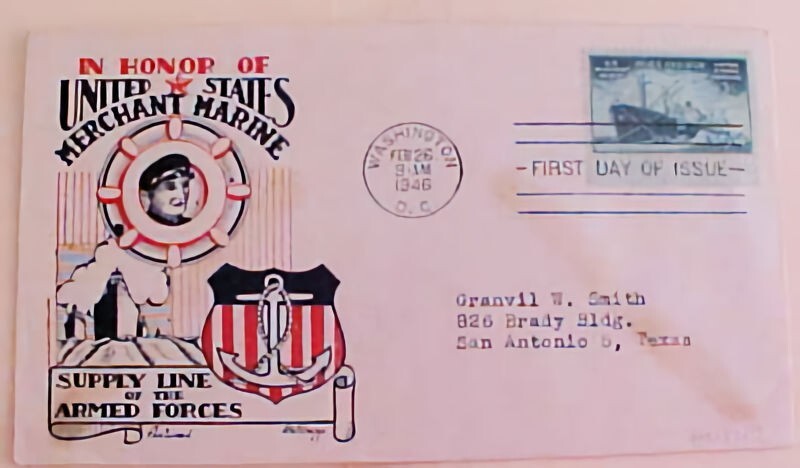 IN HONOR OF
UNITED STATES
MERCHANT MARINE
SUPPLY LINE
OF THE
ARMED FORCES
WASHINGTON
FEB 26
9 AM
1946
D. C.
- FIRST DAY OF ISSUE -
Granvil W. Smith
826 Brady Bldg.
San Antonio 5, Texas